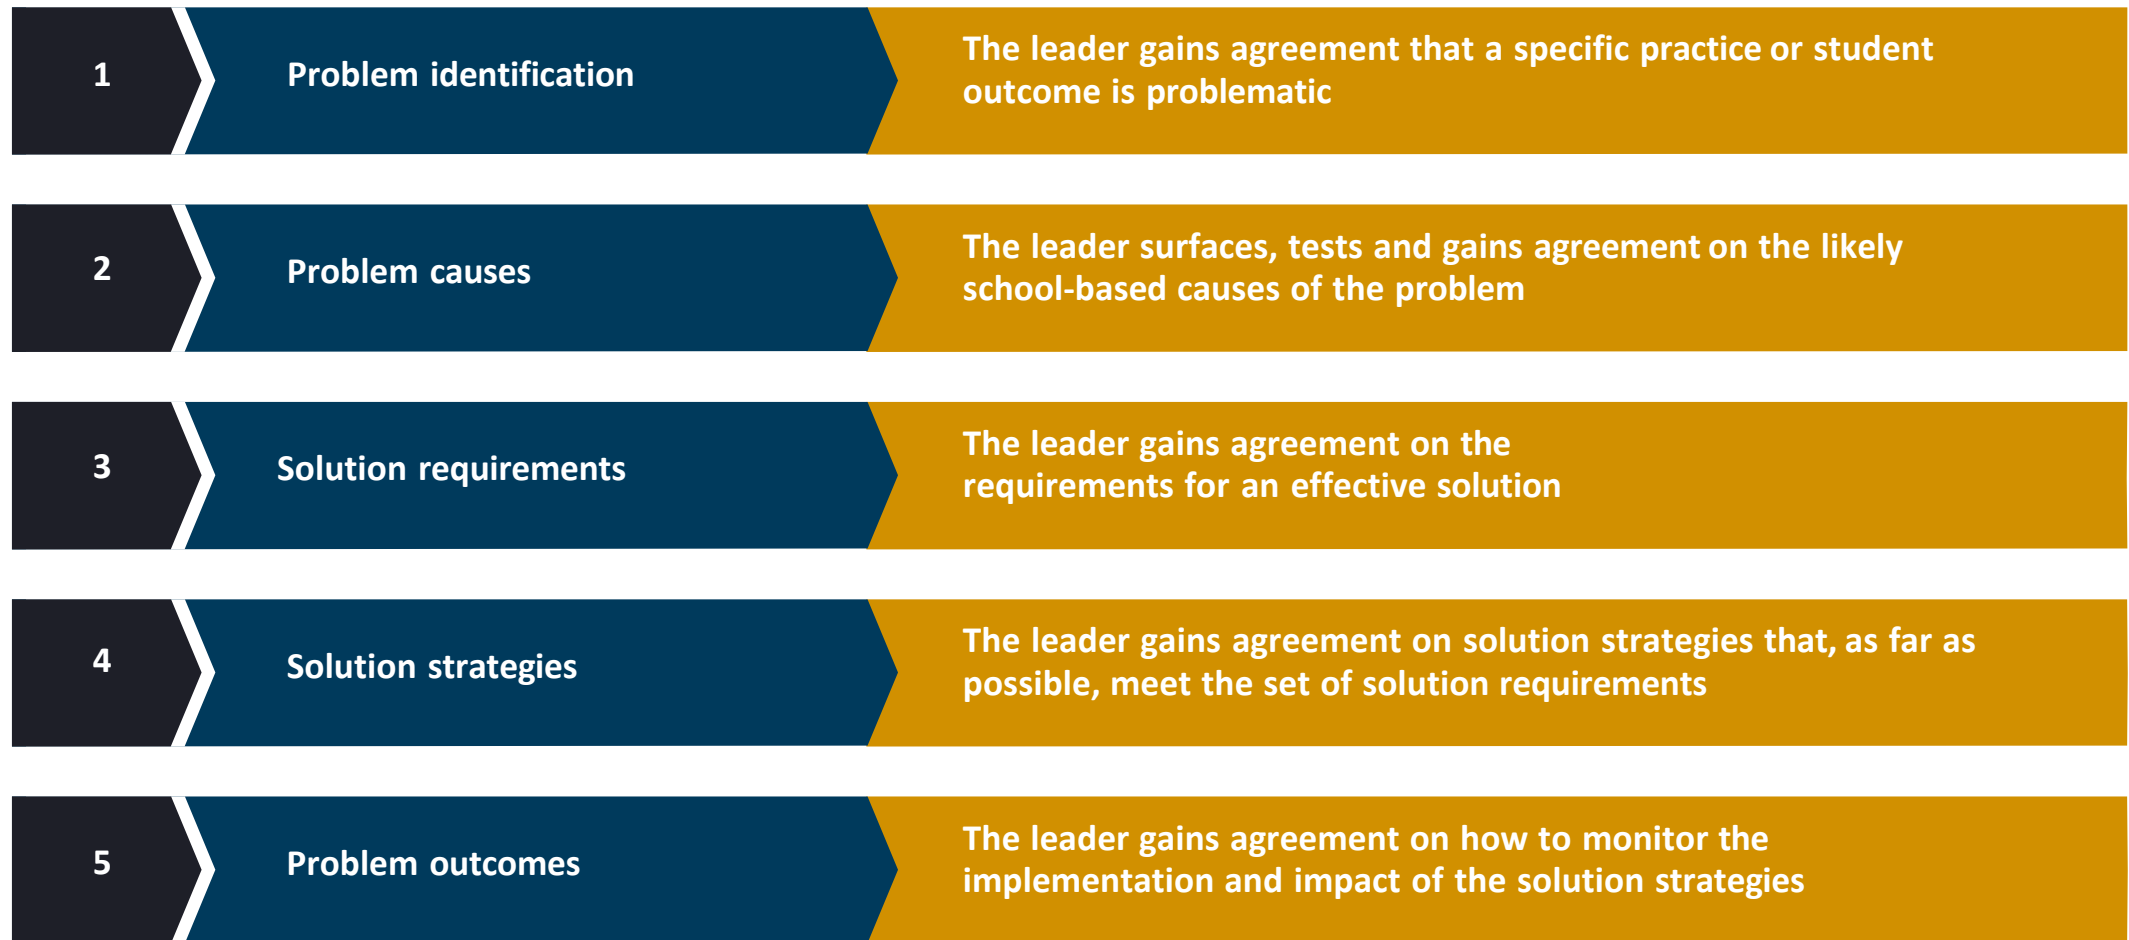 1
Problem identification
The leader gains agreement that a specific practice or student
outcome is problematic
2
Problem causes
The leader surfaces, tests and gains agreement on the likely
school-based causes of the problem
3
Solution requirements
The leader gains agreement on the
requirements for an effective solution
4
Solution strategies
The leader gains agreement on solution strategies that, as far as
possible, meet the set of solution requirements
5
Problem outcomes
The leader gains agreement on how to monitor the
implementation and impact of the solution strategies